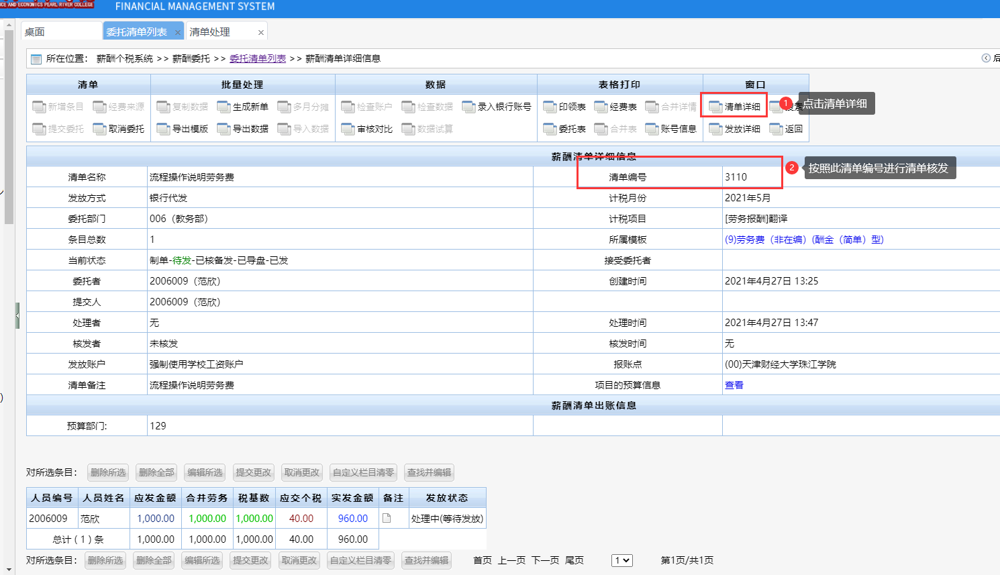 CE AND ECONOMICS PEARL RIVER COLLEGE
FINANCIAL MANAGEMENT SYSTEM
桌面 委托清单列表 × 清单处理 ×
所在位置： 薪酬个税系统 >> 薪酬委托 >> 委托清单列表 >> 薪酬清单详细信息
清单 批量处理 数据 表格打印 窗口
新增条目 经费来源 复制数据 生成新单 多月分摊 检查账户 检查数据 录入银行账号 印领表 经费表 合并详情 清单详细 1 点击清单详细
提交委托 取消委托 导出模版 导出数据 导入数据 审核对比 数据试算 委托表 合并表 账号信息 发放详细 返回
薪酬清单详细信息
清单名称 流程操作说明劳务费 清单编号 3110 2 按照此清单编号进行清单核发
发放方式 银行代发 计税月份 2021年5月
委托部门 006（教务部） 计税项目 [劳务报酬]翻译
条目总数 1 所属模板 (9)劳务费（非在编）(酬金（简单）型)
当前状态 制单-待发-已核备发-已导盘-已发 接受委托者
委托者 2006009（范欣） 创建时间 2021年4月27日 13:25
提交人 2006009（范欣）
处理者 无 处理时间 2021年4月27日 13:47
核发者 未核发 核发时间 无
发放账户 强制使用学校工资账户 报账点 (00)天津财经大学珠江学院
清单备注 流程操作说明劳务费 项目的预算信息 查看
薪酬清单出账信息
预算部门: 129
对所选条目： 删除所选 删除全部 编辑所选 提交更改 取消更改 自定义栏目清零 查找并编辑
人员编号 人员姓名 应发金额 合并劳务 税基数 应交个税 实发金额 备注 发放状态
2006009 范欣 1,000.00 1,000.00 1,000.00 40.00 960.00 处理中(等待发放)
总计 ( 1 ) 条 1,000.00 1,000.00 1,000.00 40.00 960.00
对所选条目： 删除所选 删除全部 编辑所选 提交更改 取消更改 自定义栏目清零 查找并编辑 首页 上一页 下一页 尾页 1 第1页/共1页